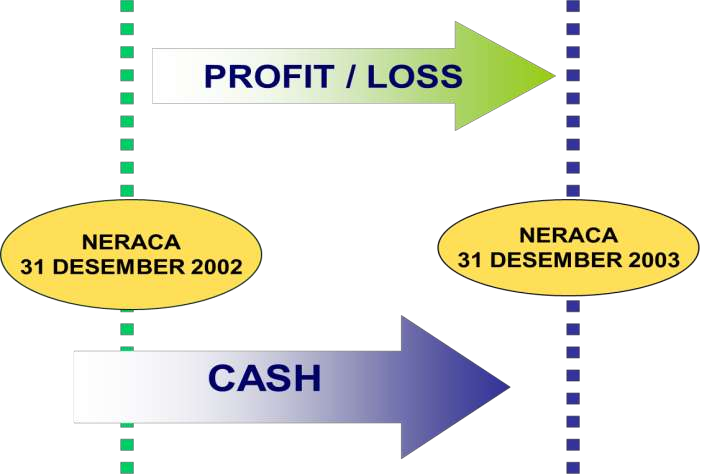 PROFIT / LOSS
NERACA
31 DESEMBER 2002
NERACA
31 DESEMBER 2003
CASH